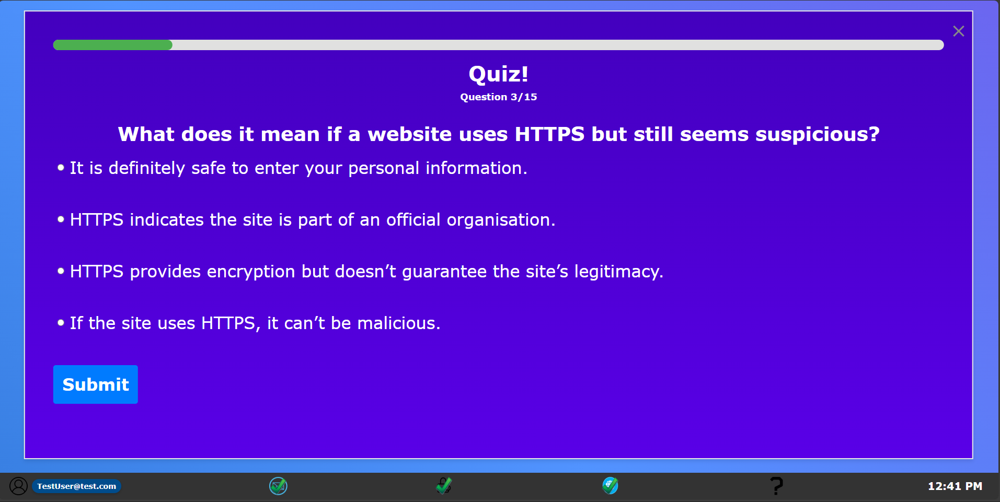 Quiz!
Question 3/15
What does it mean if a website uses HTTPS but still seems suspicious?
It is definitely safe to enter your personal information.
HTTPS indicates the site is part of an official organisation.
HTTPS provides encryption but doesn’t guarantee the site’s legitimacy.
If the site uses HTTPS, it can’t be malicious.
Submit
TestUser@test.com
12:41 PM